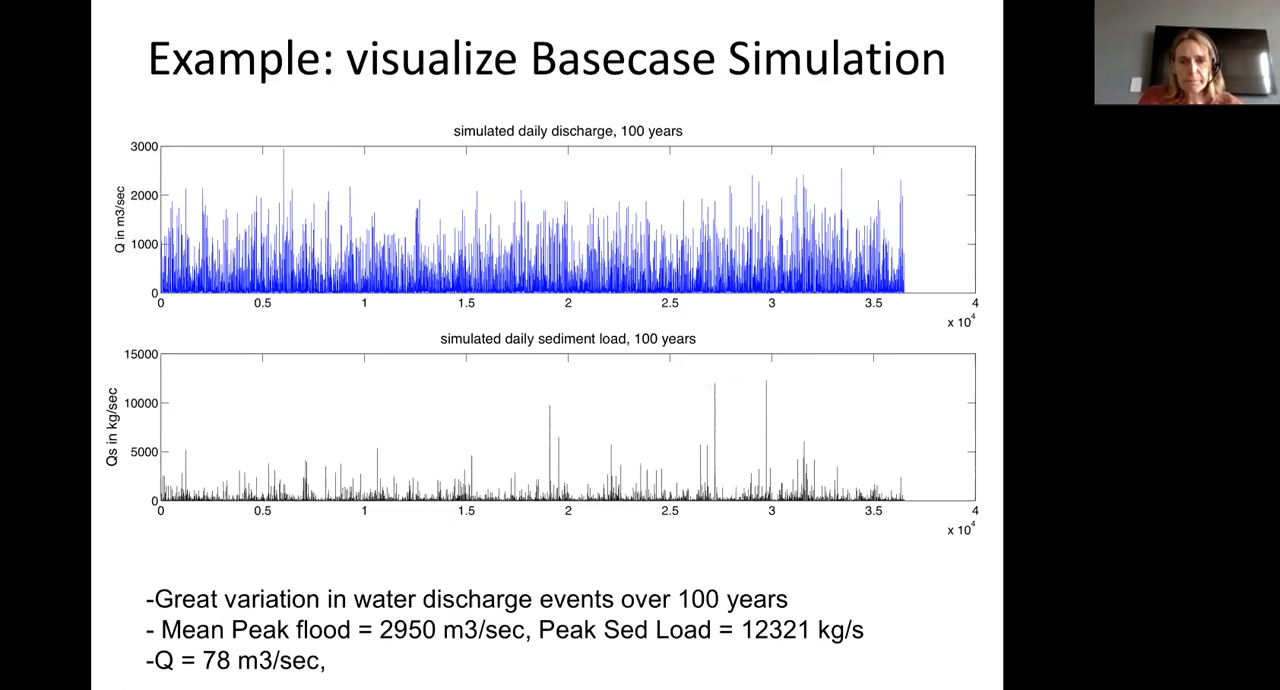 Example: visualize Basecase Simulation
simulated daily discharge, 100 years
Q in m3/sec
3000
2000
1000
0
0 0.5 1 1.5 2 2.5 3 3.5 4
x 10^4
simulated daily sediment load, 100 years
Qs in kg/sec
15000
10000
5000
0
0 0.5 1 1.5 2 2.5 3 3.5 4
x 10^4
-Great variation in water discharge events over 100 years
- Mean Peak flood = 2950 m3/sec, Peak Sed Load = 12321 kg/s
-Q = 78 m3/sec,